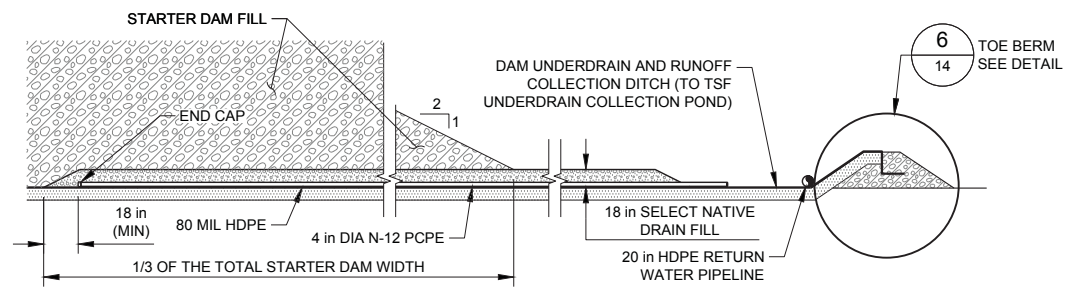 STARTER DAM FILL
6
14
TOE BERM
SEE DETAIL
DAM UNDERDRAIN AND RUNOFF
COLLECTION DITCH (TO TSF
UNDERDRAIN COLLECTION POND)
2
1
END CAP
18 in
(MIN)
80 MIL HDPE
4 in DIA N-12 PCPE
18 in SELECT NATIVE
DRAIN FILL
20 in HDPE RETURN
WATER PIPELINE
1/3 OF THE TOTAL STARTER DAM WIDTH